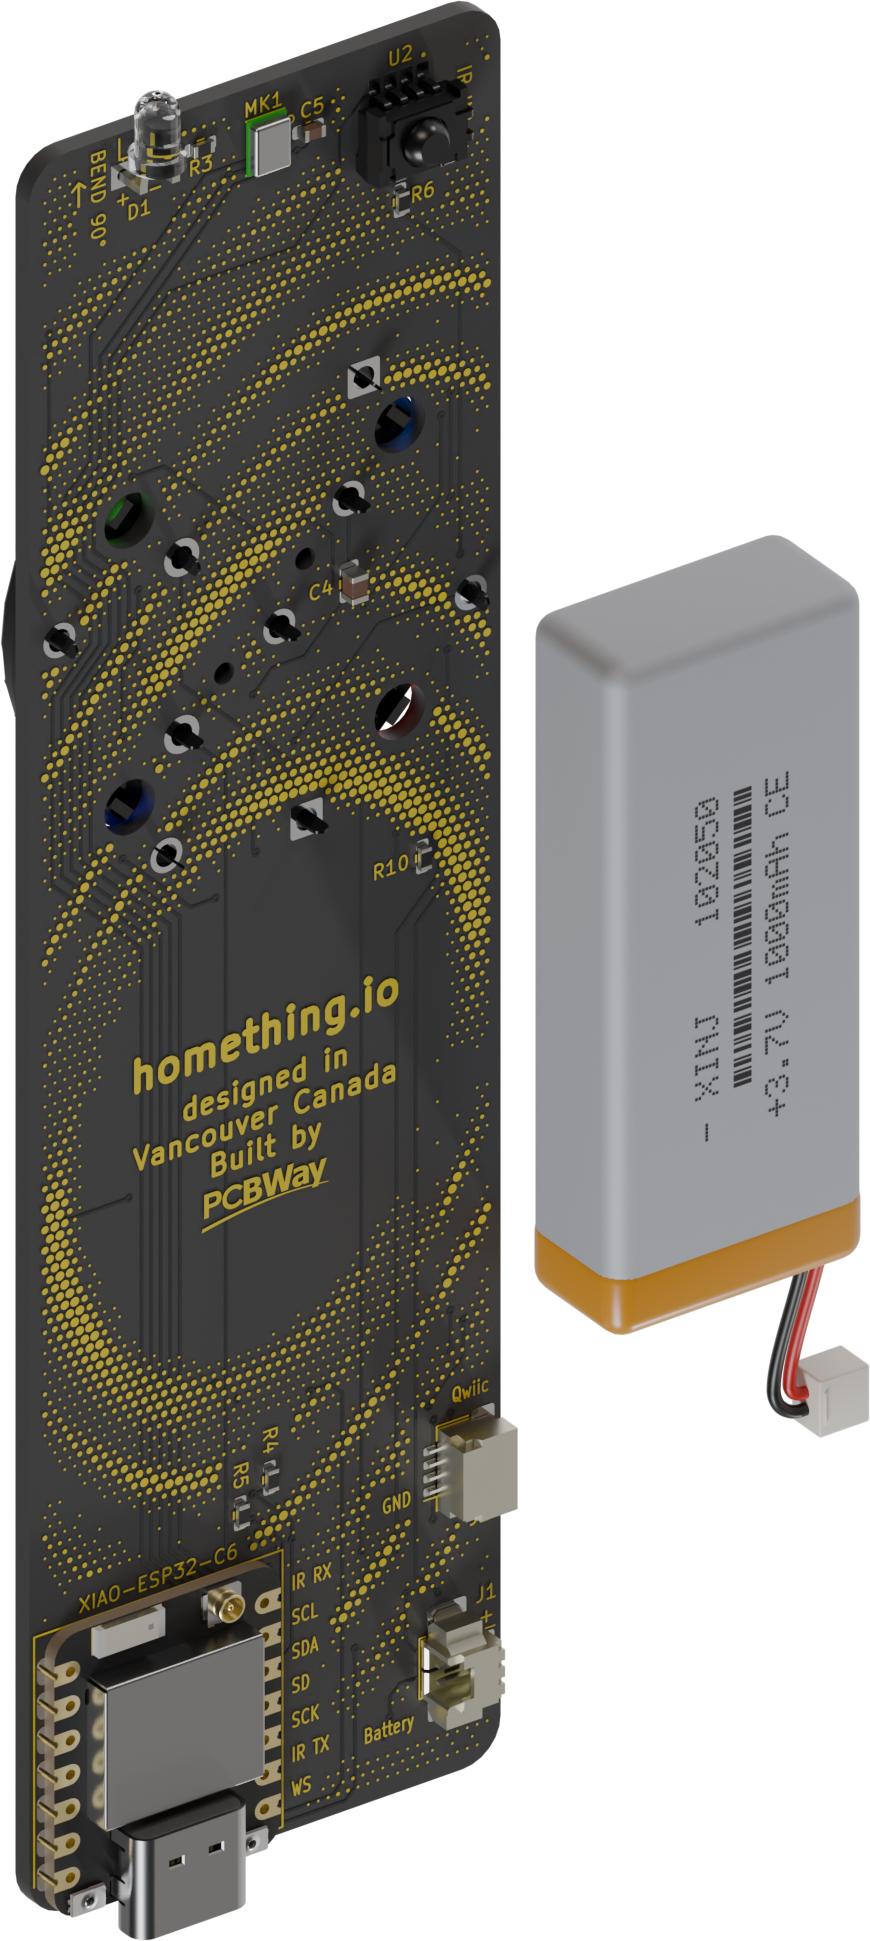 U2
IR
MK1
C5
R3
BEND 90°
+
D1
R6
C4
R10
homething.io
designed in
Vancouver Canada
Built by
PCBWay
R4
R5
Qwiic
GND
XIAO-ESP32-C6
IR RX
SCL
SDA
SD
SCK
IR TX
WS
J1
+
Battery
- XINJ 102050
+3.7V 1000mAh CE